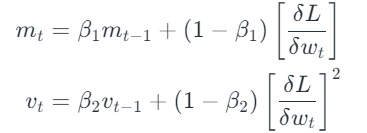 m_t = β_1 m_{t−1} + (1 − β_1) [δL / δw_t]
v_t = β_2 v_{t−1} + (1 − β_2) [δL / δw_t]^2